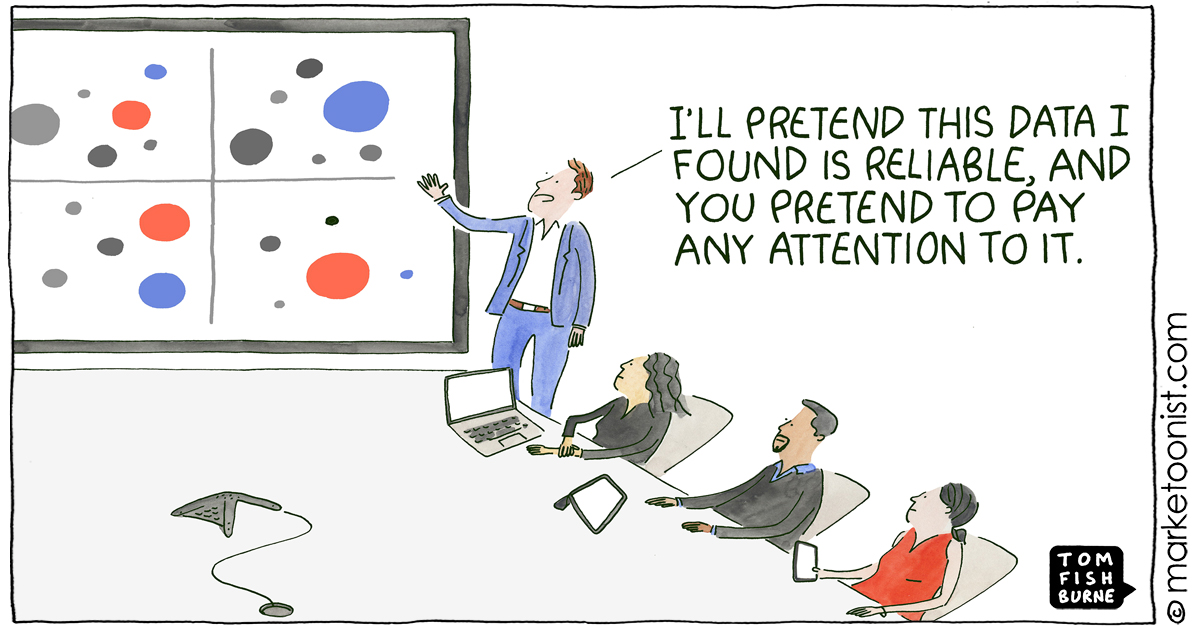 I'LL PRETEND THIS DATA I
FOUND IS RELIABLE, AND
YOU PRETEND TO PAY
ANY ATTENTION TO IT.
TOM
FISH
BURNE
© marketoonist.com